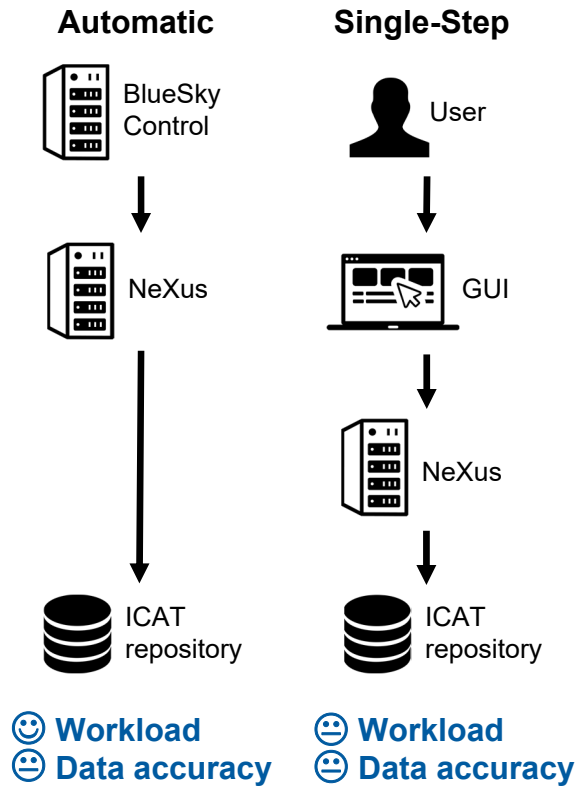 Automatic
BlueSky
Control
NeXus
ICAT
repository
Workload
Data accuracy
Single-Step
User
GUI
NeXus
ICAT
repository
Workload
Data accuracy